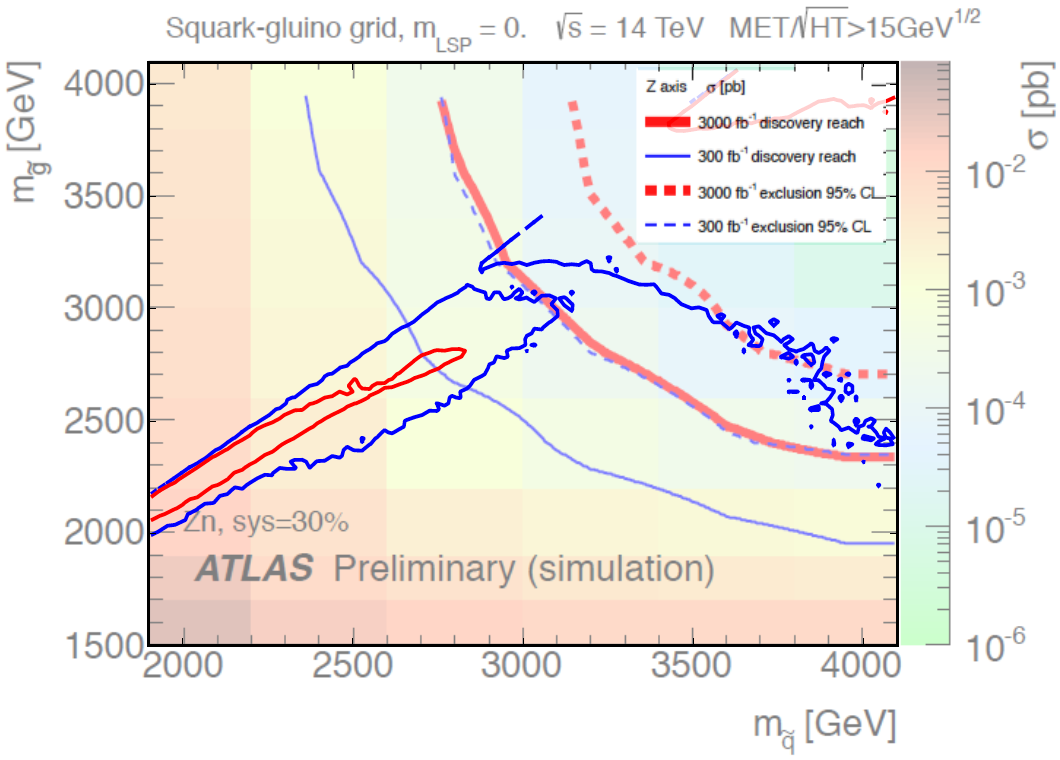 Squark-gluino grid, m_LSP = 0. √s = 14 TeV MET/√HT>15GeV^1/2
m_g̃ [GeV]
4000
3500
3000
2500
2000
1500
Z axis σ [pb]
3000 fb⁻¹ discovery reach
300 fb⁻¹ discovery reach
3000 fb⁻¹ exclusion 95% CL
300 fb⁻¹ exclusion 95% CL
Zn, sys=30%
ATLAS Preliminary (simulation)
2000 2500 3000 3500 4000
m_q̃ [GeV]
σ [pb]
10⁻²
10⁻³
10⁻⁴
10⁻⁵
10⁻⁶